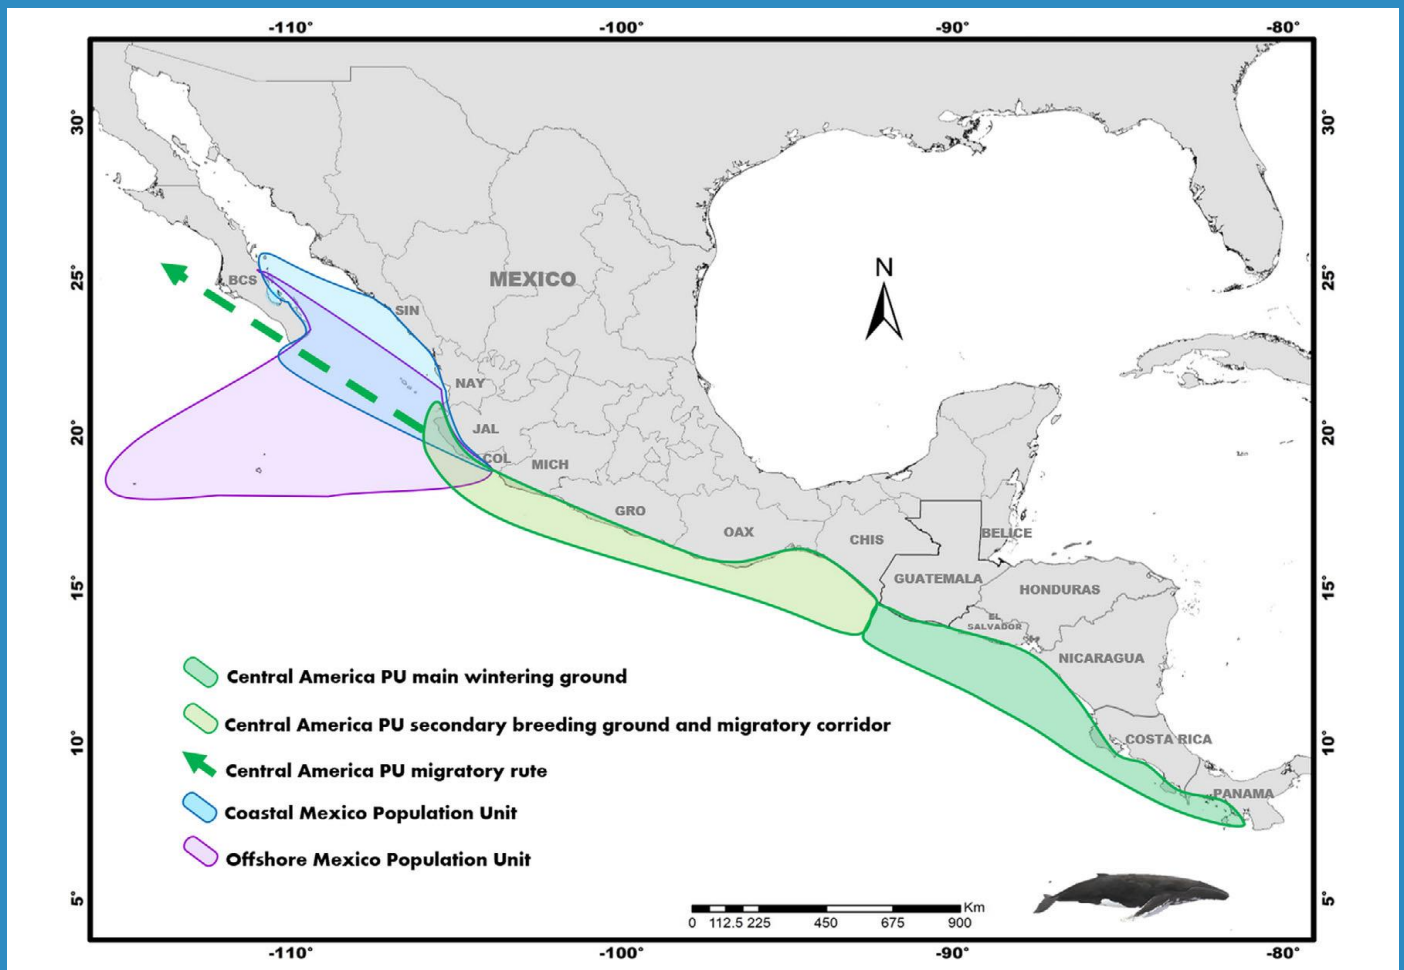 -110° -100° -90° -80°
30° 30°
25° 25°
20° 20°
15° 15°
10° 10°
5° 5°
-110° -100° -90° -80°
N
MEXICO
BCS
SIN
NAY
JAL
COL
MICH
GRO
OAX
CHIS
BELICE
GUATEMALA
HONDURAS
EL
SALVADOR
NICARAGUA
COSTA RICA
PANAMA
Central America PU main wintering ground
Central America PU secondary breeding ground and migratory corridor
Central America PU migratory rute
Coastal Mexico Population Unit
Offshore Mexico Population Unit
Km
0 112.5 225 450 675 900